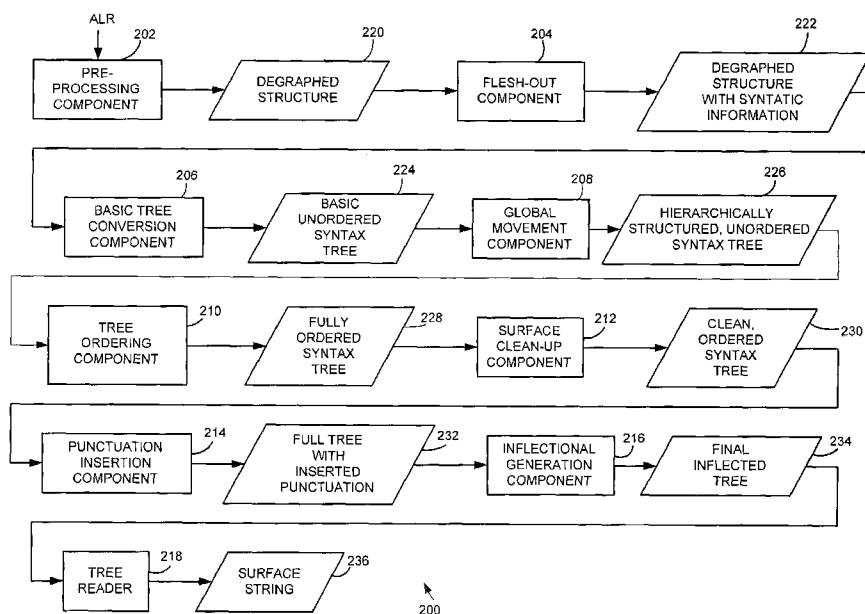 ALR
202
PRE-
PROCESSING
COMPONENT
220
DEGRAPHED
STRUCTURE
204
FLESH-OUT
COMPONENT
222
DEGRAPHED
STRUCTURE
WITH SYNTATIC
INFORMATION
206
BASIC TREE
CONVERSION
COMPONENT
224
BASIC
UNORDERED
SYNTAX
TREE
208
GLOBAL
MOVEMENT
COMPONENT
226
HIERARCHICALLY
STRUCTURED, UNORDERED
SYNTAX TREE
210
TREE
ORDERING
COMPONENT
228
FULLY
ORDERED
SYNTAX
TREE
212
SURFACE
CLEAN-UP
COMPONENT
230
CLEAN,
ORDERED
SYNTAX
TREE
214
PUNCTUATION
INSERTION
COMPONENT
232
FULL TREE
WITH
INSERTED
PUNCTUATION
216
INFLECTIONAL
GENERATION
COMPONENT
234
FINAL
INFLECTED
TREE
218
TREE
READER
236
SURFACE
STRING
200